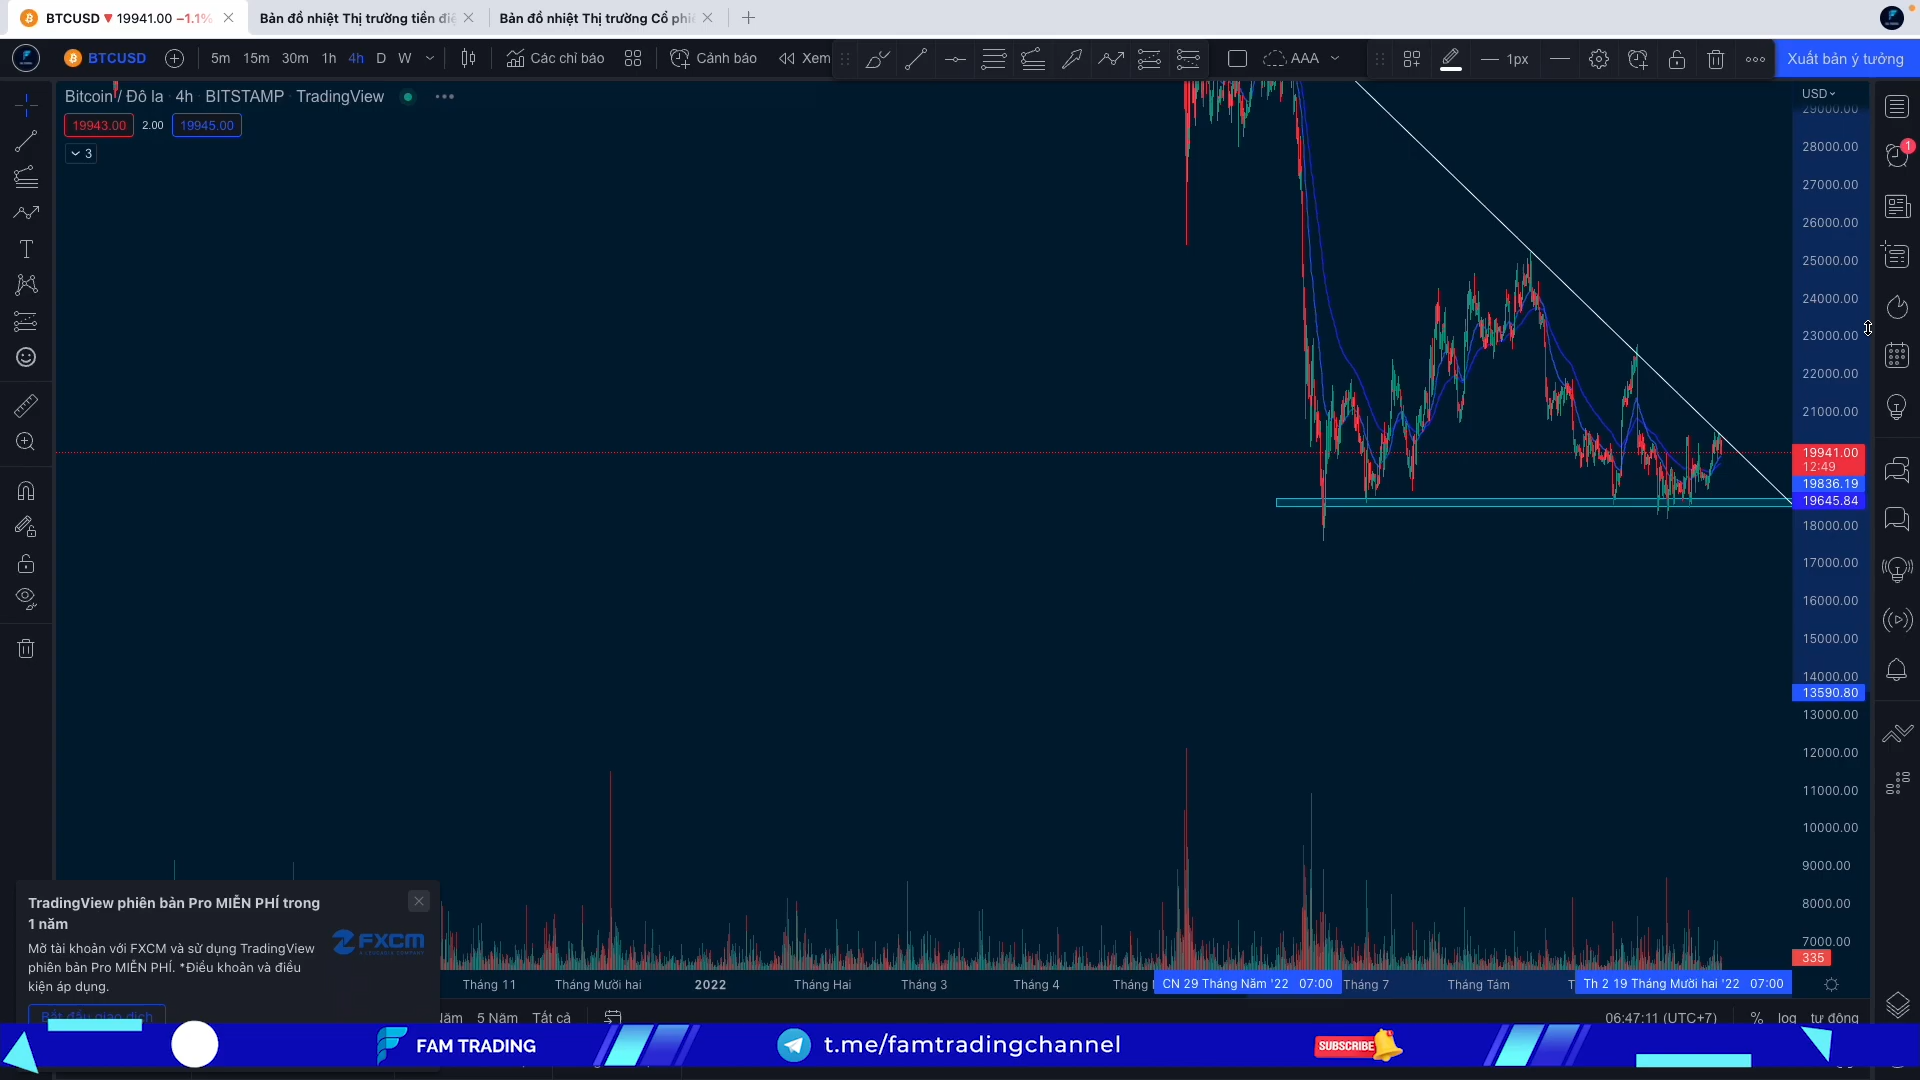 BTCUSD ▼ 19941.00 −1.1%
Bản đồ nhiệt Thị trường tiền điệ
Bản đồ nhiệt Thị trường Cổ phi
BTCUSD
5m 15m 30m 1h 4h D W
Các chỉ báo
Cảnh báo
Xem
AAA
1px
Xuất bản ý tưởng
Bitcoin / Đô la 4h BITSTAMP TradingView
19943.00 2.00 19945.00
3
USD
29000.00
28000.00
27000.00
26000.00
25000.00
24000.00
23000.00
22000.00
21000.00
19941.00
12:49
19836.19
19645.84
18000.00
17000.00
16000.00
15000.00
14000.00
13590.80
13000.00
12000.00
11000.00
10000.00
9000.00
8000.00
7000.00
335
1
TradingView phiên bản Pro MIỄN PHÍ trong
1 năm
Mở tài khoản với FXCM và sử dụng TradingView
phiên bản Pro MIỄN PHÍ. *Điều khoản và điều
kiện áp dụng.
FXCM
Bắt đầu giao dịch
Tháng 11 Tháng Mười hai 2022 Tháng Hai Tháng 3 Tháng 4 Tháng CN 29 Tháng Năm '22 07:00 Tháng 7 Tháng Tám Th 2 19 Tháng Mười hai '22 07:00
5 Năm Tất cả
06:47:11 (UTC+7) % log tự động
FAM TRADING
t.me/famtradingchannel
SUBSCRIBE